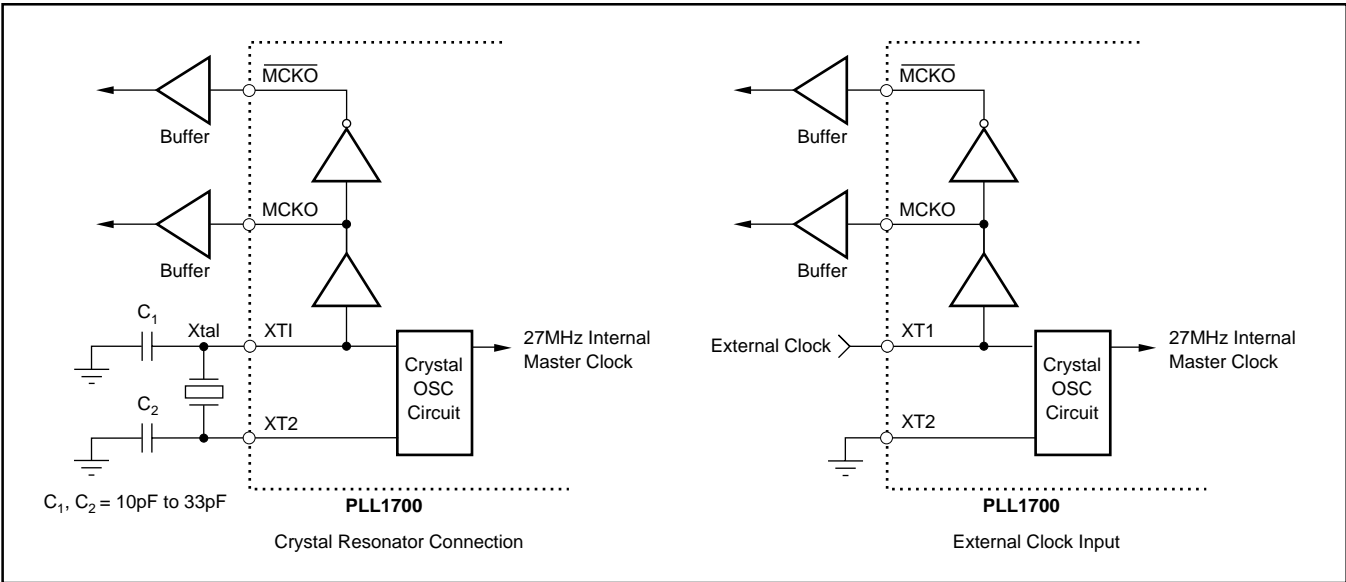 MCKO
Buffer
MCKO
Buffer
C1
Xtal
XTI
27MHz Internal
Master Clock
Crystal
OSC
Circuit
C2
XT2
C1, C2 = 10pF to 33pF
PLL1700
Crystal Resonator Connection
MCKO
Buffer
MCKO
Buffer
External Clock
XT1
27MHz Internal
Master Clock
Crystal
OSC
Circuit
XT2
PLL1700
External Clock Input